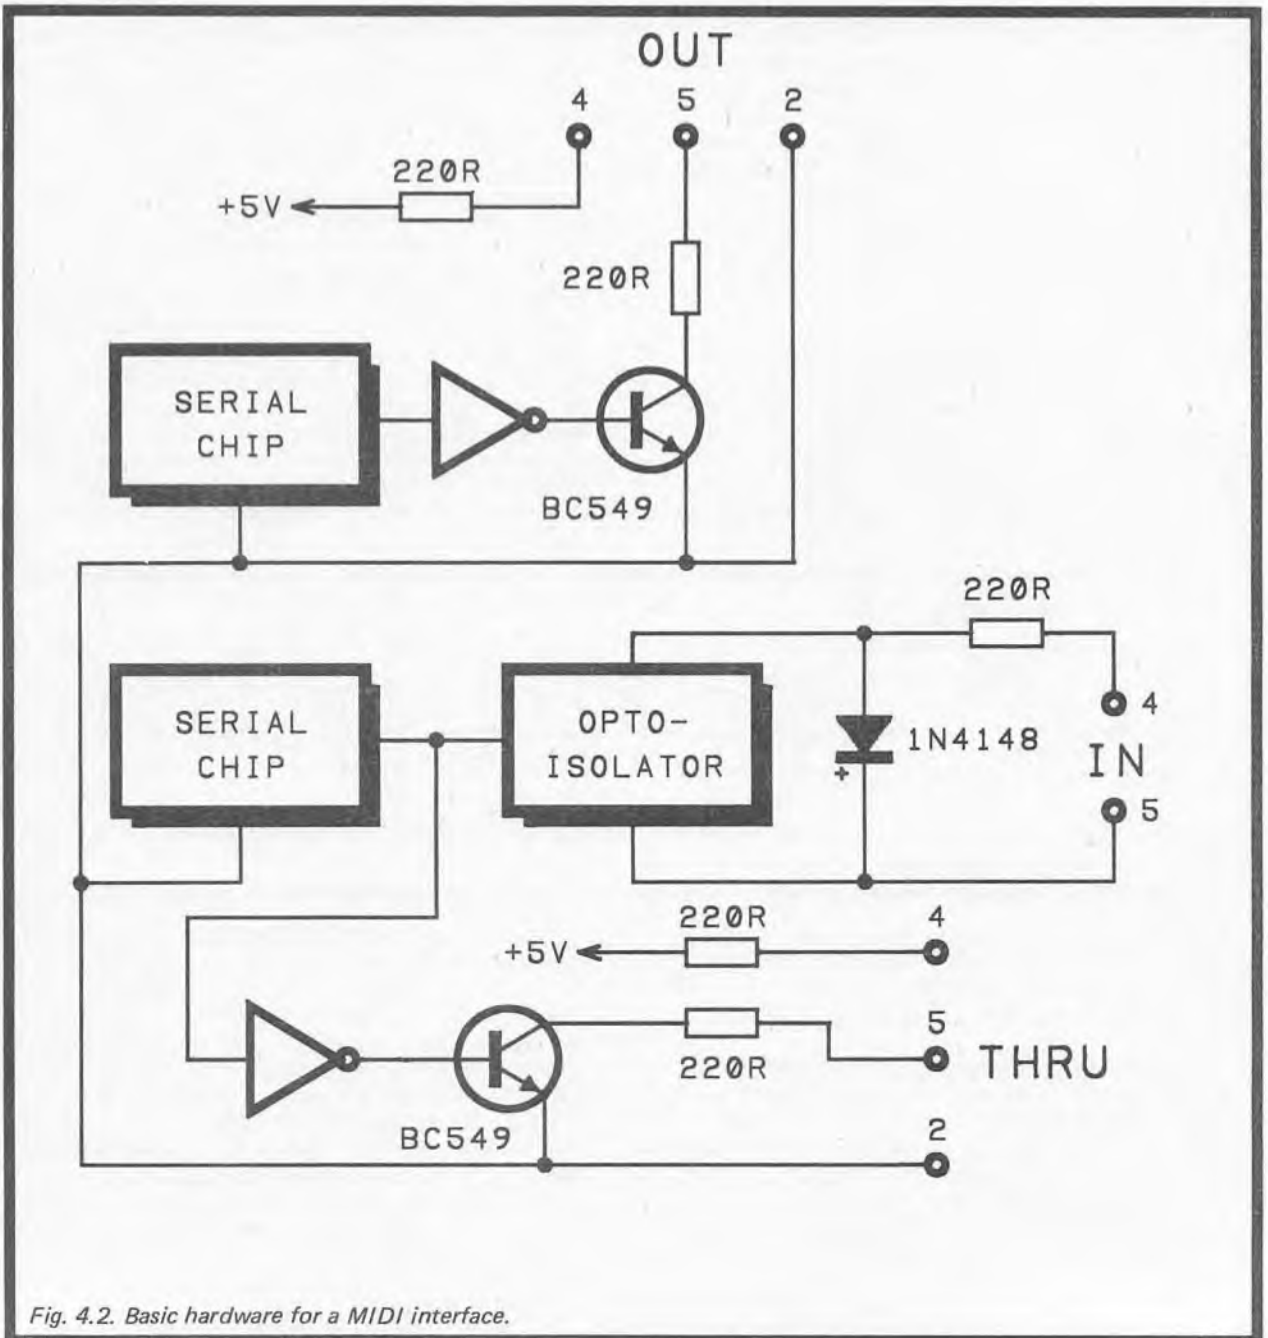 OUT
4 5 2
220R
+5V
220R
SERIAL
CHIP
BC549
220R
SERIAL
CHIP
OPTO-
ISOLATOR
1N4148
+
4
IN
5
220R
4
+5V
5
220R
THRU
BC549
2
Fig. 4.2. Basic hardware for a MIDI interface.